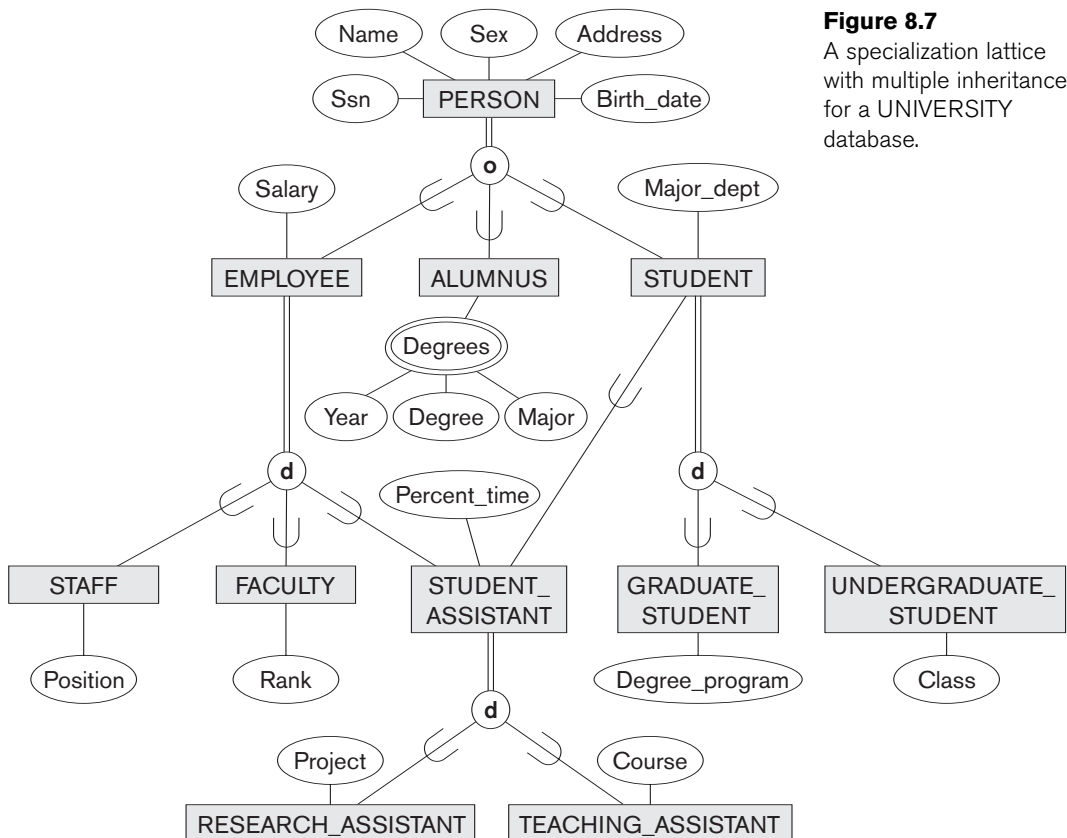 Figure 8.7
A specialization lattice
with multiple inheritance
for a UNIVERSITY
database.
Name
Sex
Address
Ssn
PERSON
Birth_date
o
Salary
Major_dept
EMPLOYEE
ALUMNUS
STUDENT
Degrees
Year
Degree
Major
d
d
Percent_time
STAFF
FACULTY
STUDENT_
ASSISTANT
GRADUATE_
STUDENT
UNDERGRADUATE_
STUDENT
Position
Rank
Degree_program
Class
d
Project
Course
RESEARCH_ASSISTANT
TEACHING_ASSISTANT